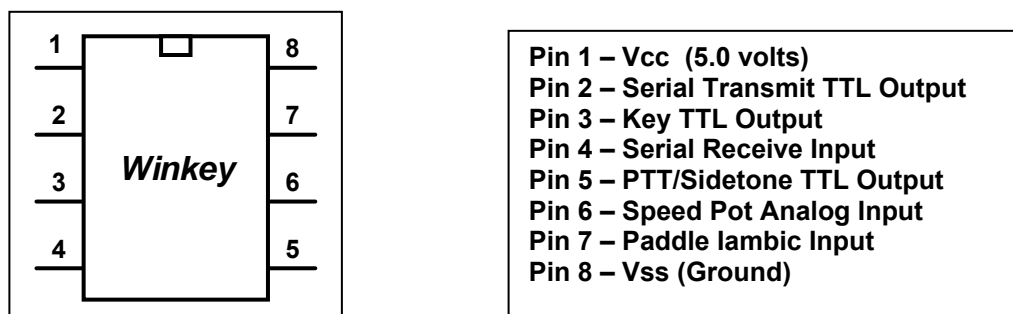 1
8
2
7
Winkey
3
6
4
5
Pin 1 – Vcc (5.0 volts)
Pin 2 – Serial Transmit TTL Output
Pin 3 – Key TTL Output
Pin 4 – Serial Receive Input
Pin 5 – PTT/Sidetone TTL Output
Pin 6 – Speed Pot Analog Input
Pin 7 – Paddle Iambic Input
Pin 8 – Vss (Ground)